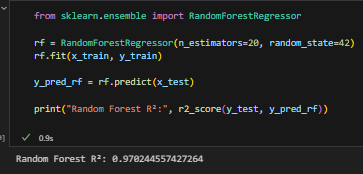 from sklearn.ensemble import RandomForestRegressor
rf = RandomForestRegressor(n_estimators=20, random_state=42)
rf.fit(x_train, y_train)
y_pred_rf = rf.predict(x_test)
print("Random Forest R²:", r2_score(y_test, y_pred_rf))
0.9s
Random Forest R²: 0.970244557427264